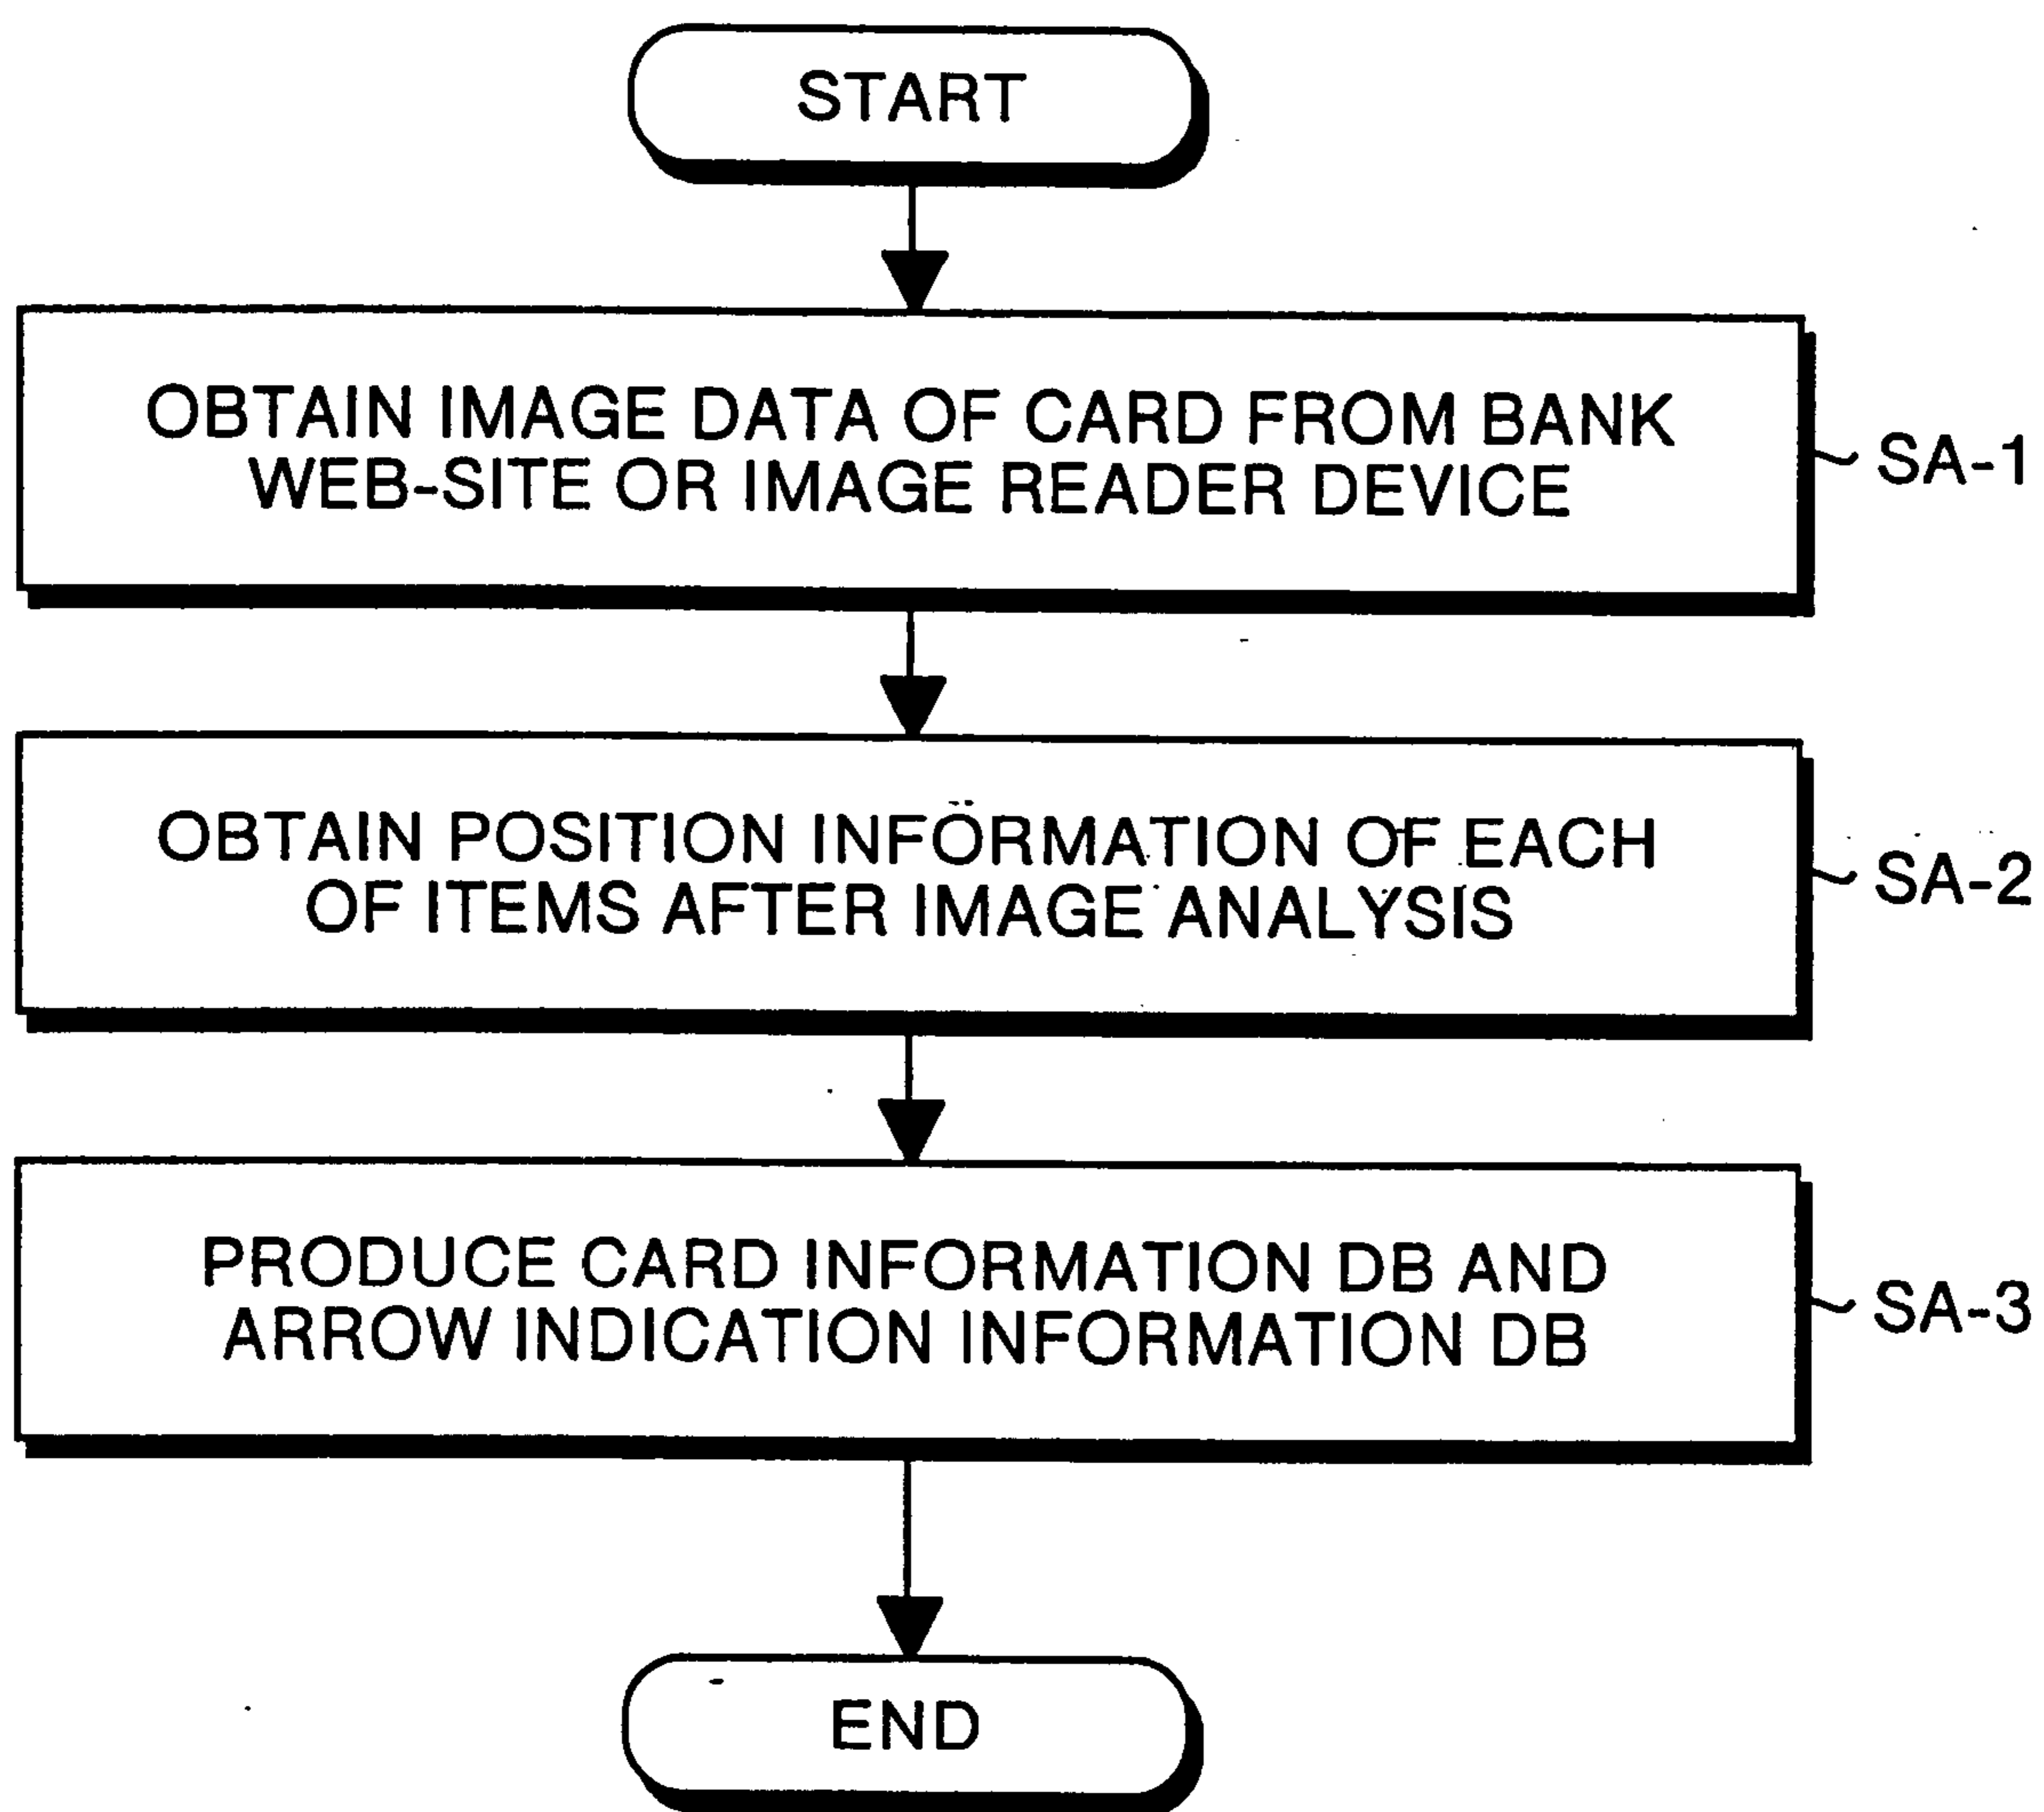 START
OBTAIN IMAGE DATA OF CARD FROM BANK
WEB-SITE OR IMAGE READER DEVICE
SA-1
OBTAIN POSITION INFORMATION OF EACH
OF ITEMS AFTER IMAGE ANALYSIS
SA-2
PRODUCE CARD INFORMATION DB AND
ARROW INDICATION INFORMATION DB
SA-3
END